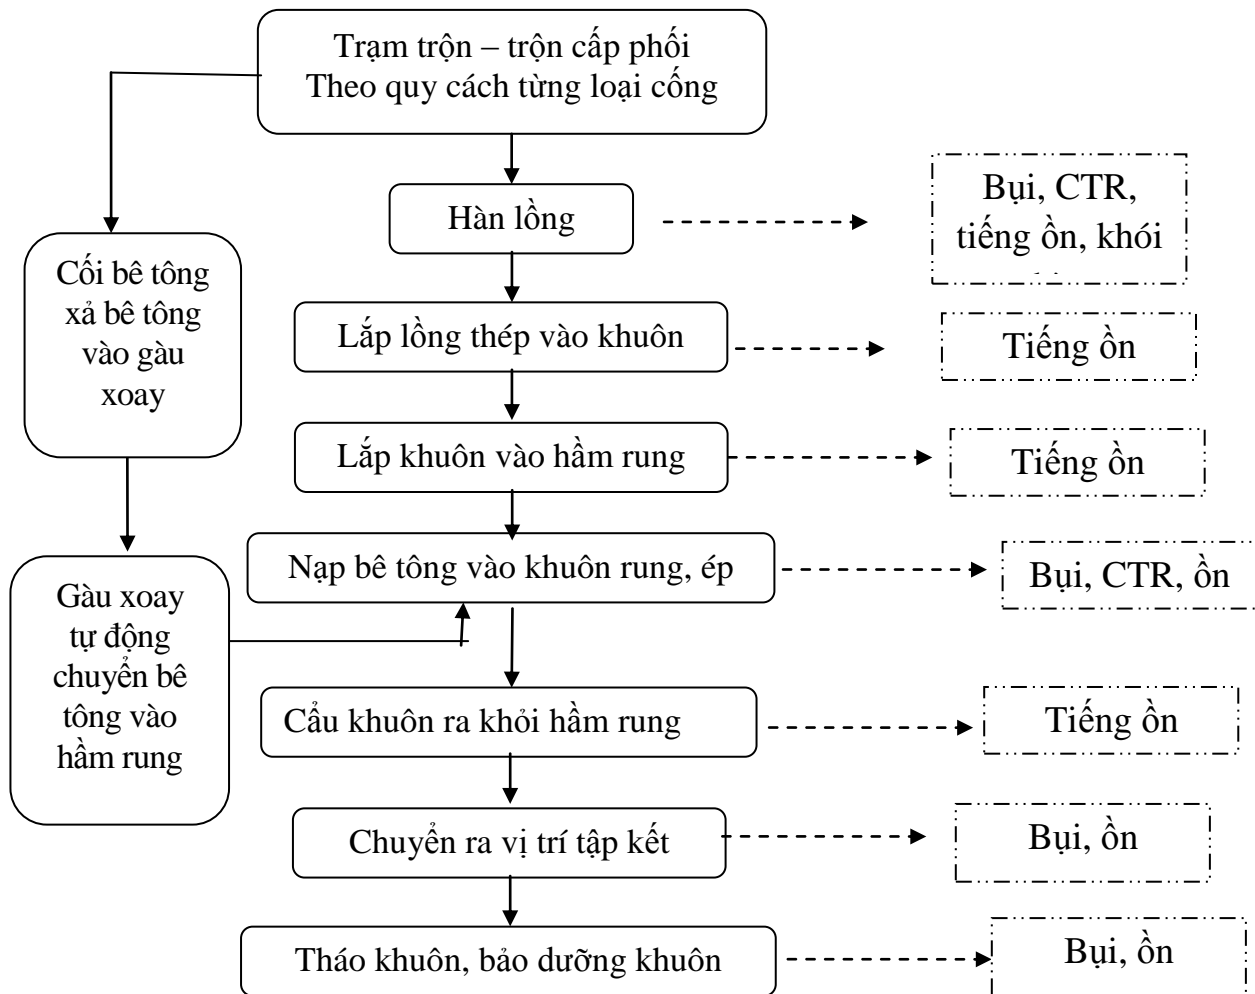 Trạm trộn – trộn cấp phối
Theo quy cách từng loại cống
Hàn lồng
Bụi, CTR,
tiếng ồn, khói
Cối bê tông
xả bê tông
vào gàu
xoay
Lắp lồng thép vào khuôn
Tiếng ồn
Lắp khuôn vào hầm rung
Tiếng ồn
Nạp bê tông vào khuôn rung, ép
Bụi, CTR, ồn
Gàu xoay
tự động
chuyển bê
tông vào
hầm rung
Cẩu khuôn ra khỏi hầm rung
Tiếng ồn
Chuyển ra vị trí tập kết
Bụi, ồn
Tháo khuôn, bảo dưỡng khuôn
Bụi, ồn